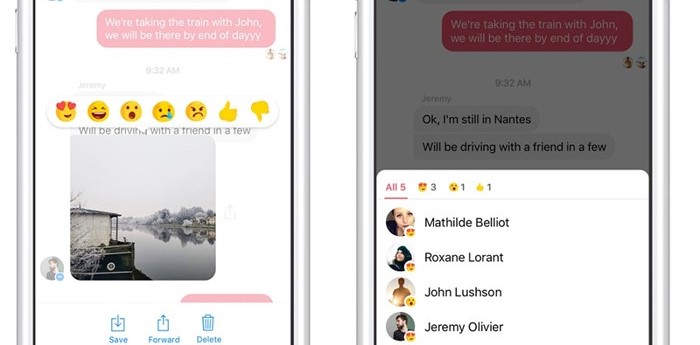 We're taking the train with John,
we will be there by end of dayyy
9:32 AM
Jeremy
Will be driving with a friend in a few
Save
Forward
Delete
We're taking the train with John,
we will be there by end of dayyy
9:32 AM
Jeremy
Ok, I'm still in Nantes
Will be driving with a friend in a few
All 5 3 1 1
Mathilde Belliot
Roxane Lorant
John Lushson
Jeremy Olivier